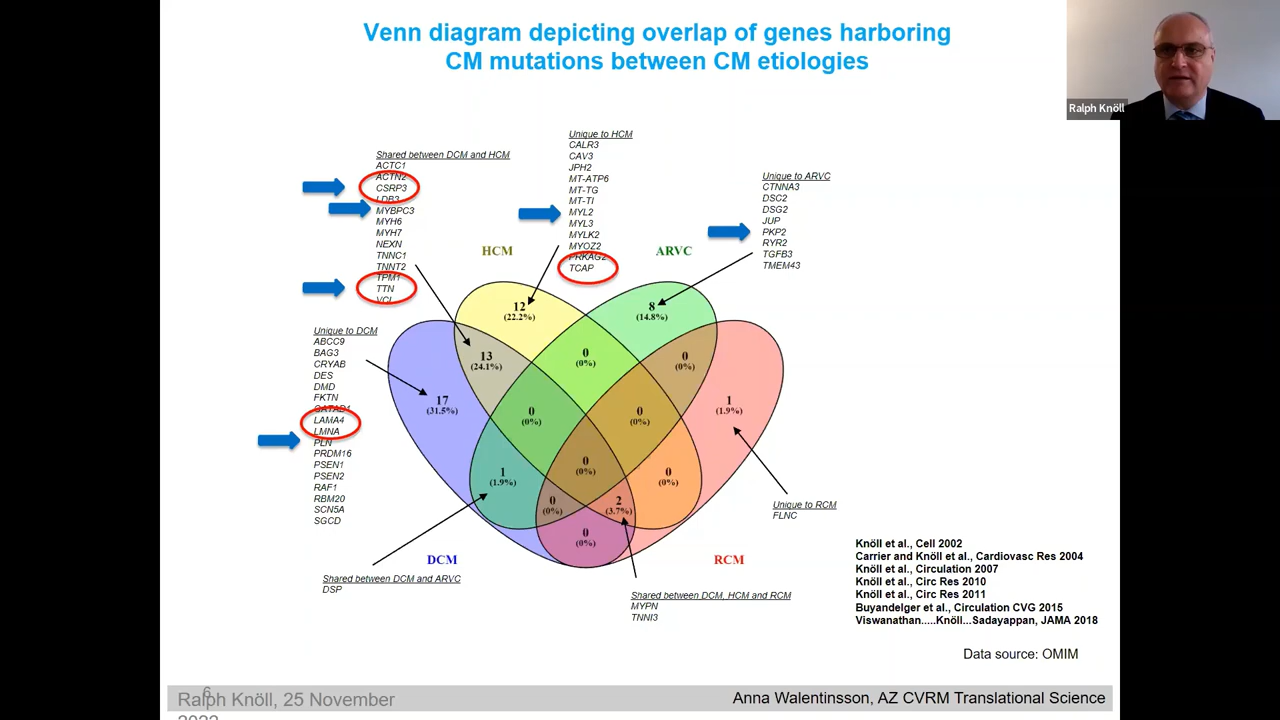 Venn diagram depicting overlap of genes harboring
CM mutations between CM etiologies
Ralph Knöll
Shared between DCM and HCM
ACTC1
ACTN2
CSRP3
LDB3
MYBPC3
MYH6
MYH7
NEXN
TNNC1
TNNT2
TPM1
TTN
VCL
Unique to HCM
CALR3
CAV3
JPH2
MT-ATP6
MT-TG
MT-TI
MYL2
MYL3
MYLK2
MYOZ2
PRKAG2
TCAP
Unique to ARVC
CTNNA3
DSC2
DSG2
JUP
PKP2
RYR2
TGFB3
TMEM43
HCM
ARVC
Unique to DCM
ABCC9
BAG3
CRYAB
DES
DMD
FKTN
GATAD1
LAMA4
LMNA
PLN
PRDM16
PSEN1
PSEN2
RAF1
RBM20
SCN5A
SGCD
12
(22.2%)
8
(14.8%)
13
(24.1%)
0
(0%)
0
(0%)
17
(31.5%)
0
(0%)
0
(0%)
1
(1.9%)
0
(0%)
1
(1.9%)
0
(0%)
0
(0%)
2
(3.7%)
0
(0%)
DCM
RCM
Unique to RCM
FLNC
Shared between DCM and ARVC
DSP
Shared between DCM, HCM and RCM
MYPN
TNNI3
Knöll et al., Cell 2002
Carrier and Knöll et al., Cardiovasc Res 2004
Knöll et al., Circulation 2007
Knöll et al., Circ Res 2010
Knöll et al., Circ Res 2011
Buyandelger et al., Circulation CVG 2015
Viswanathan.....Knöll...Sadayappan, JAMA 2018
Data source: OMIM
6
Ralph Knöll, 25 November
Anna Walentinsson, AZ CVRM Translational Science